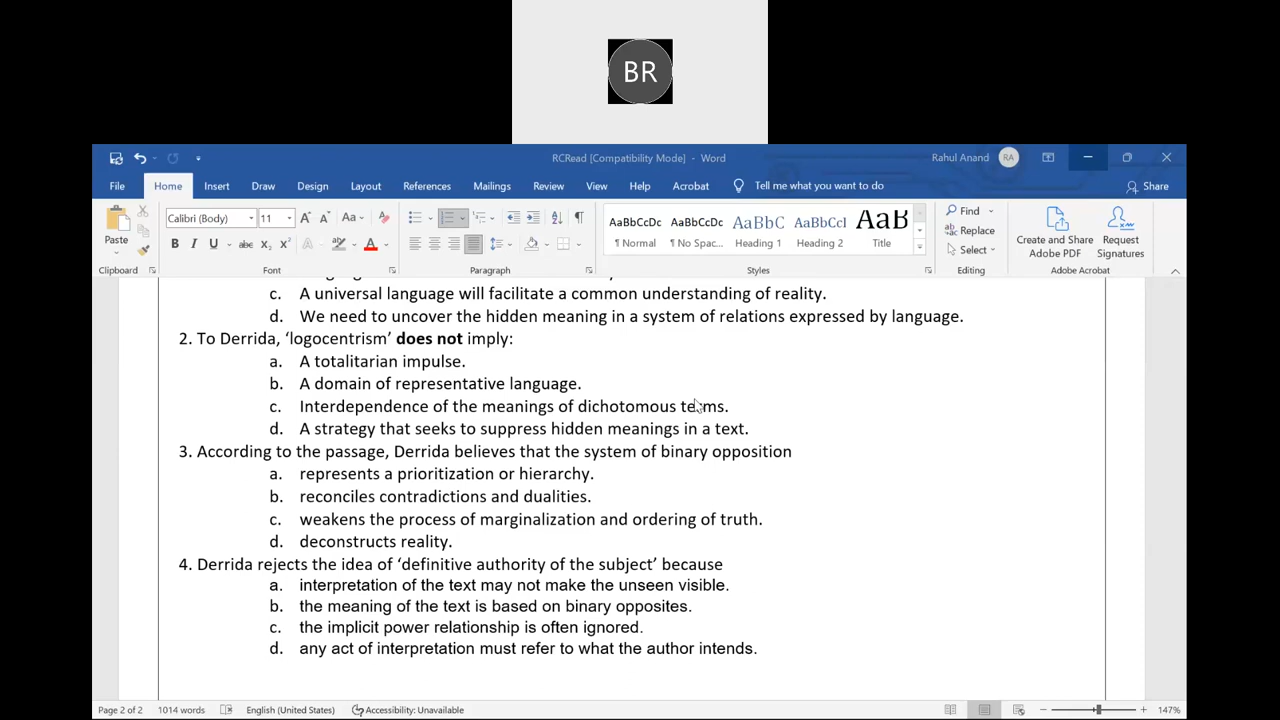 BR
RCRead [Compatibility Mode] - Word
Rahul Anand RA
File Home Insert Draw Design Layout References Mailings Review View Help Acrobat Tell me what you want to do Share
Paste
Calibri (Body) 11 A A Aa A
B I U abc x₂ x² A A
AaBbCcDc AaBbCcDc AaBbC AaBbCcI AaB
¶ Normal ¶ No Spac... Heading 1 Heading 2 Title
Find
Replace
Select
Create and Share Adobe PDF
Request Signatures
Clipboard Font Paragraph Styles Editing Adobe Acrobat
c. A universal language will facilitate a common understanding of reality.
d. We need to uncover the hidden meaning in a system of relations expressed by language.
2. To Derrida, ‘logocentrism’ does not imply:
a. A totalitarian impulse.
b. A domain of representative language.
c. Interdependence of the meanings of dichotomous terms.
d. A strategy that seeks to suppress hidden meanings in a text.
3. According to the passage, Derrida believes that the system of binary opposition
a. represents a prioritization or hierarchy.
b. reconciles contradictions and dualities.
c. weakens the process of marginalization and ordering of truth.
d. deconstructs reality.
4. Derrida rejects the idea of ‘definitive authority of the subject’ because
a. interpretation of the text may not make the unseen visible.
b. the meaning of the text is based on binary opposites.
c. the implicit power relationship is often ignored.
d. any act of interpretation must refer to what the author intends.
Page 2 of 2 1014 words English (United States) Accessibility: Unavailable 147%